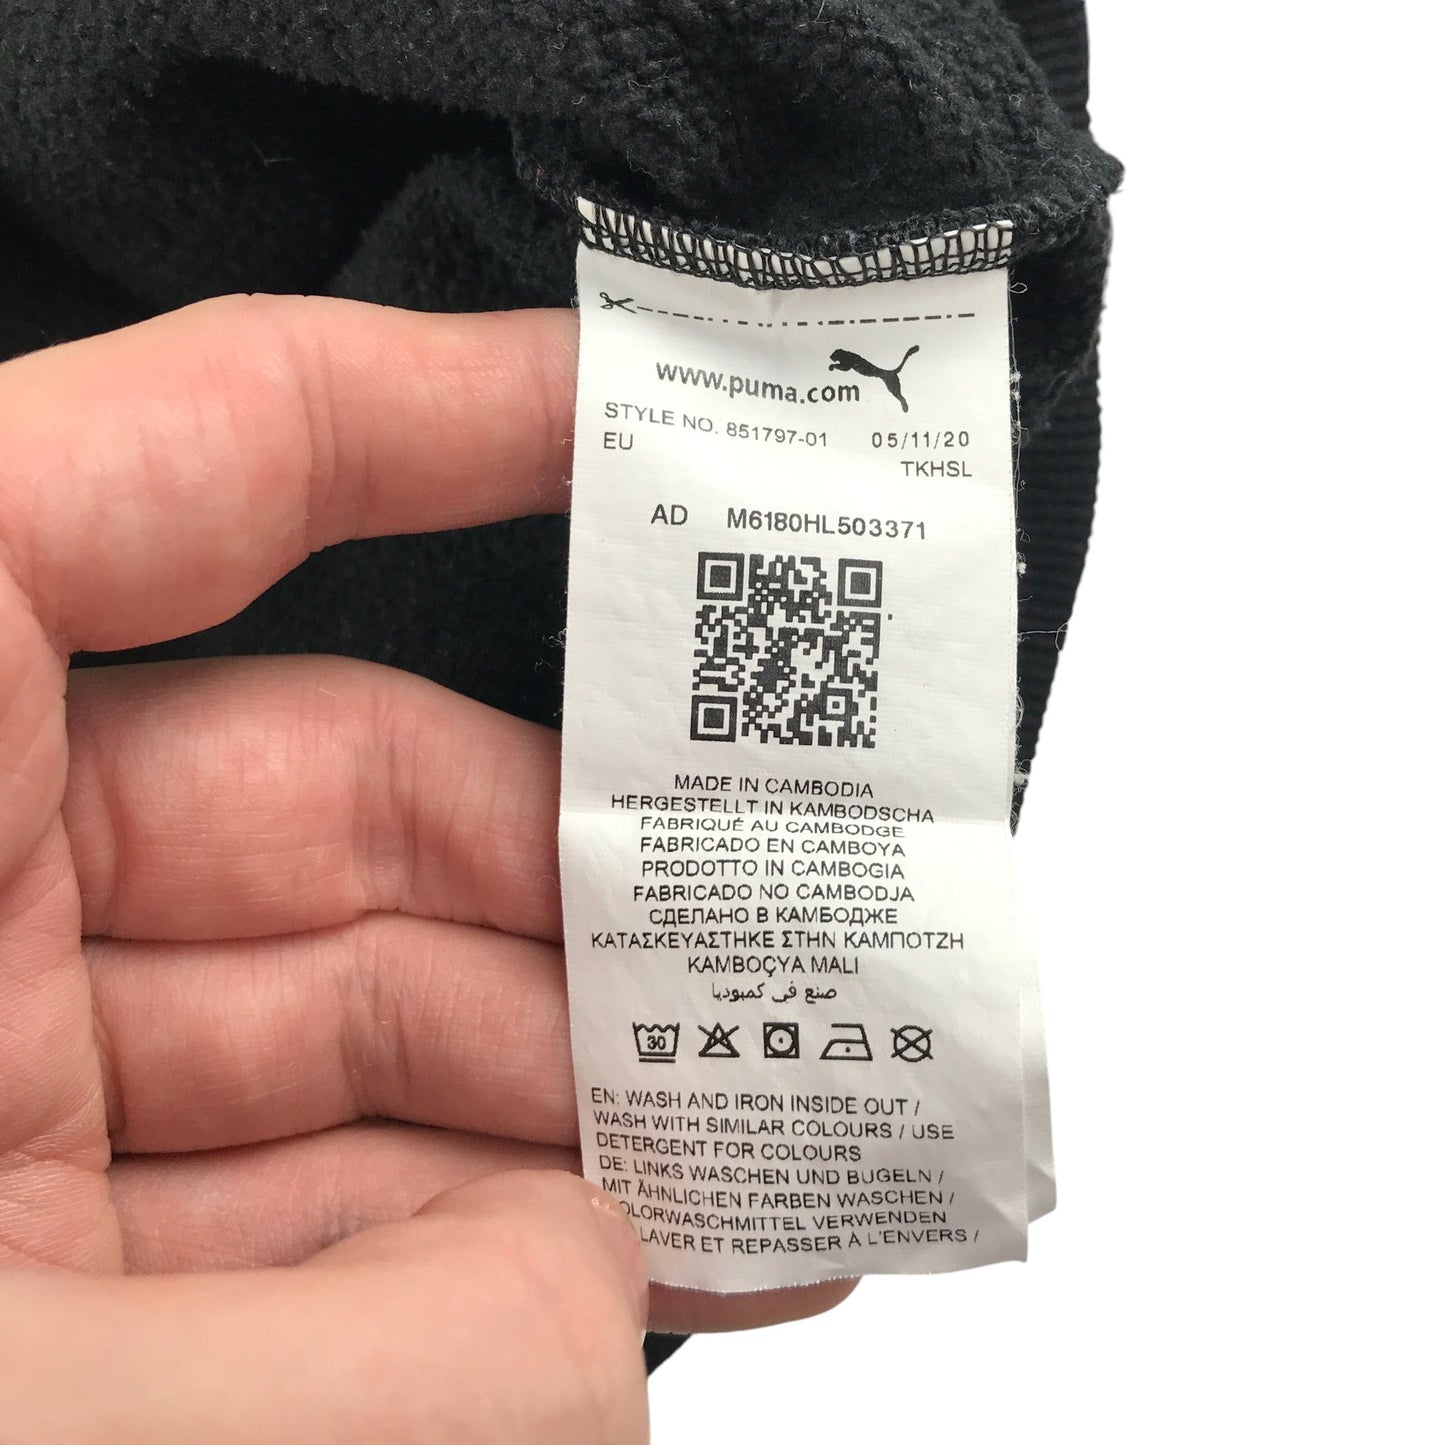 www.puma.com
STYLE NO. 851797-01 05/11/20
EU TKHSL
AD M6180HL503371
MADE IN CAMBODIA
HERGESTELLT IN KAMBODSCHA
FABRIQUÉ AU CAMBODGE
FABRICADO EN CAMBOYA
PRODOTTO IN CAMBOGIA
FABRICADO NO CAMBODJA
СДЕЛАНО В КАМБОДЖЕ
ΚΑΤΑΣΚΕΥΑΣΤΗΚΕ ΣΤΗΝ ΚΑΜΠΟΤΖΗ
KAMBOÇYA MALI
صنع في كمبوديا
30
EN: WASH AND IRON INSIDE OUT /
WASH WITH SIMILAR COLOURS / USE
DETERGENT FOR COLOURS
DE: LINKS WASCHEN UND BUGELN /
MIT ÄHNLICHEN FARBEN WASCHEN /
OLORWASCHMITTEL VERWENDEN
LAVER ET REPASSER À L'ENVERS /